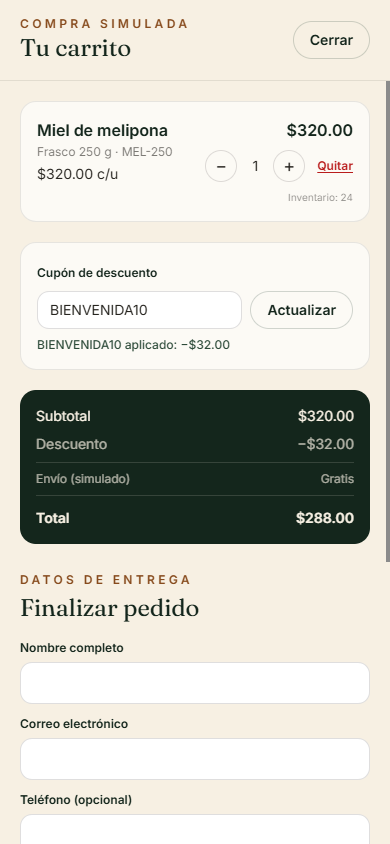 COMPRA SIMULADA
Tu carrito
Cerrar
Miel de melipona
$320.00
Frasco 250 g · MEL-250
$320.00 c/u
−
1
+
Quitar
Inventario: 24
Cupón de descuento
BIENVENIDA10
Actualizar
BIENVENIDA10 aplicado: −$32.00
Subtotal
$320.00
Descuento
−$32.00
Envío (simulado)
Gratis
Total
$288.00
DATOS DE ENTREGA
Finalizar pedido
Nombre completo
Correo electrónico
Teléfono (opcional)